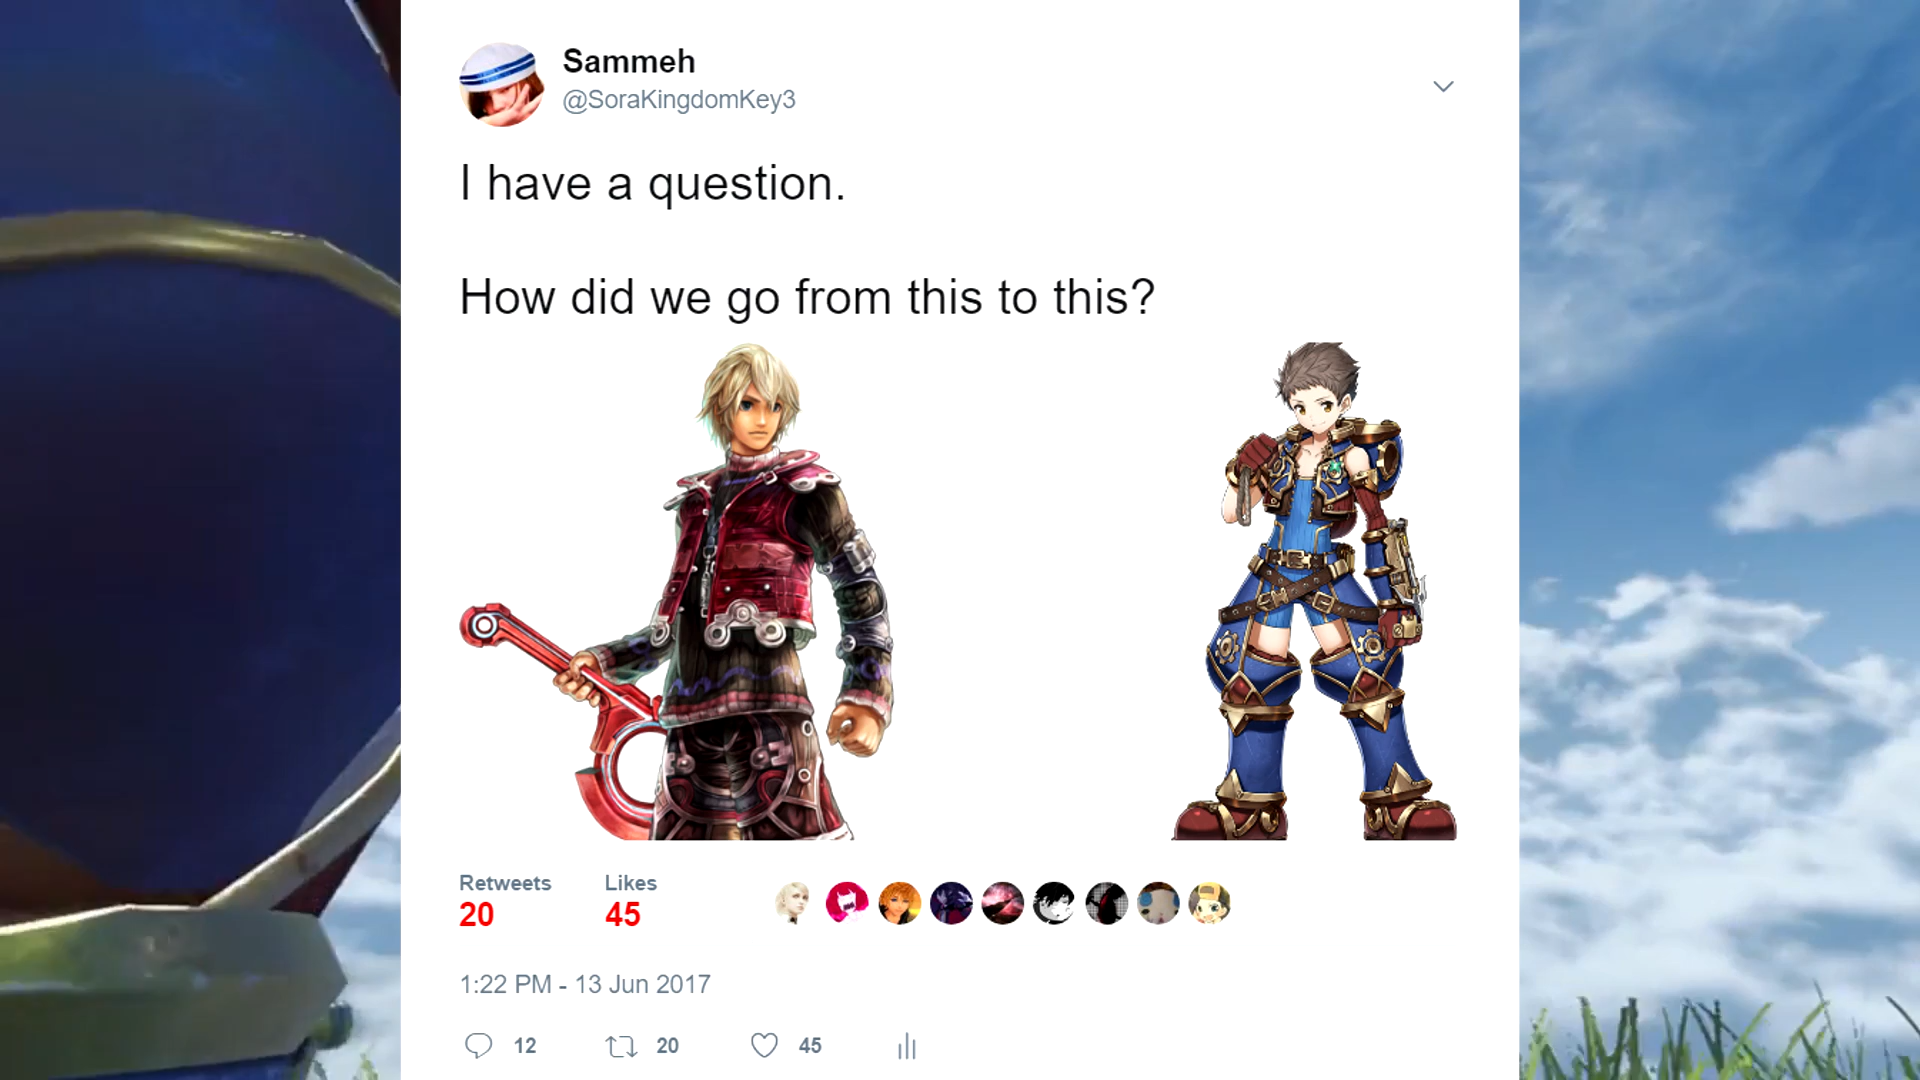 Sammeh
@SoraKingdomKey3
I have a question.
How did we go from this to this?
Retweets
Likes
20
45
1:22 PM - 13 Jun 2017
12
20
45